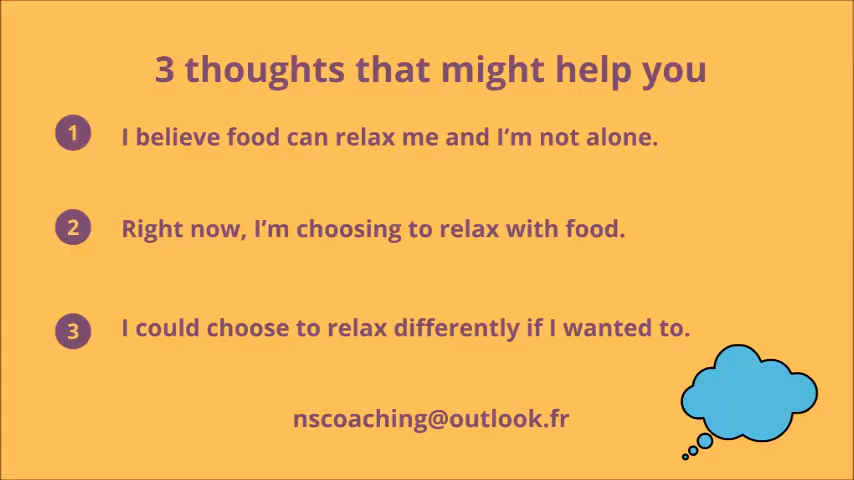 3 thoughts that might help you
1 I believe food can relax me and I’m not alone.
2 Right now, I’m choosing to relax with food.
3 I could choose to relax differently if I wanted to.
nscoaching@outlook.fr